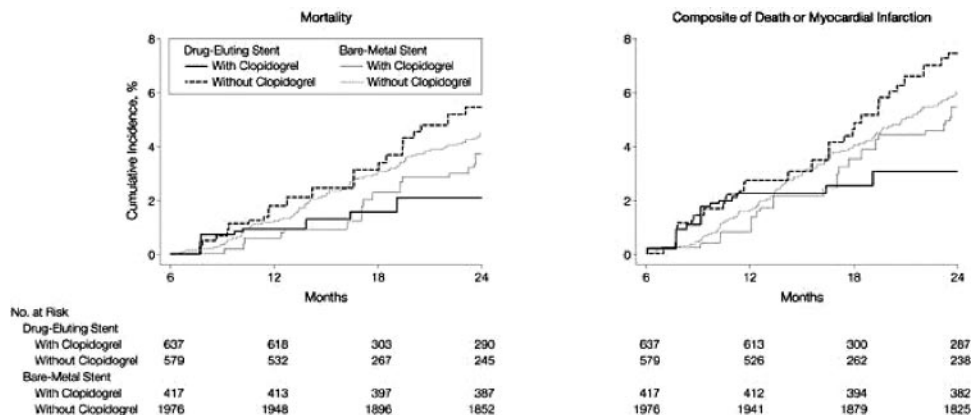 Mortality
Composite of Death or Myocardial Infarction
8
Drug-Eluting Stent
Bare-Metal Stent
With Clopidogrel
With Clopidogrel
Without Clopidogrel
Without Clopidogrel
6
4
2
0
Cumulative Incidence, %
6 12 18 24
Months
8
6
4
2
0
6 12 18 24
Months
No. at Risk
Drug-Eluting Stent
With Clopidogrel 637 618 303 290 637 613 300 287
Without Clopidogrel 579 532 267 245 579 526 262 238
Bare-Metal Stent
With Clopidogrel 417 413 397 387 417 412 394 382
Without Clopidogrel 1976 1948 1896 1852 1976 1941 1879 1825